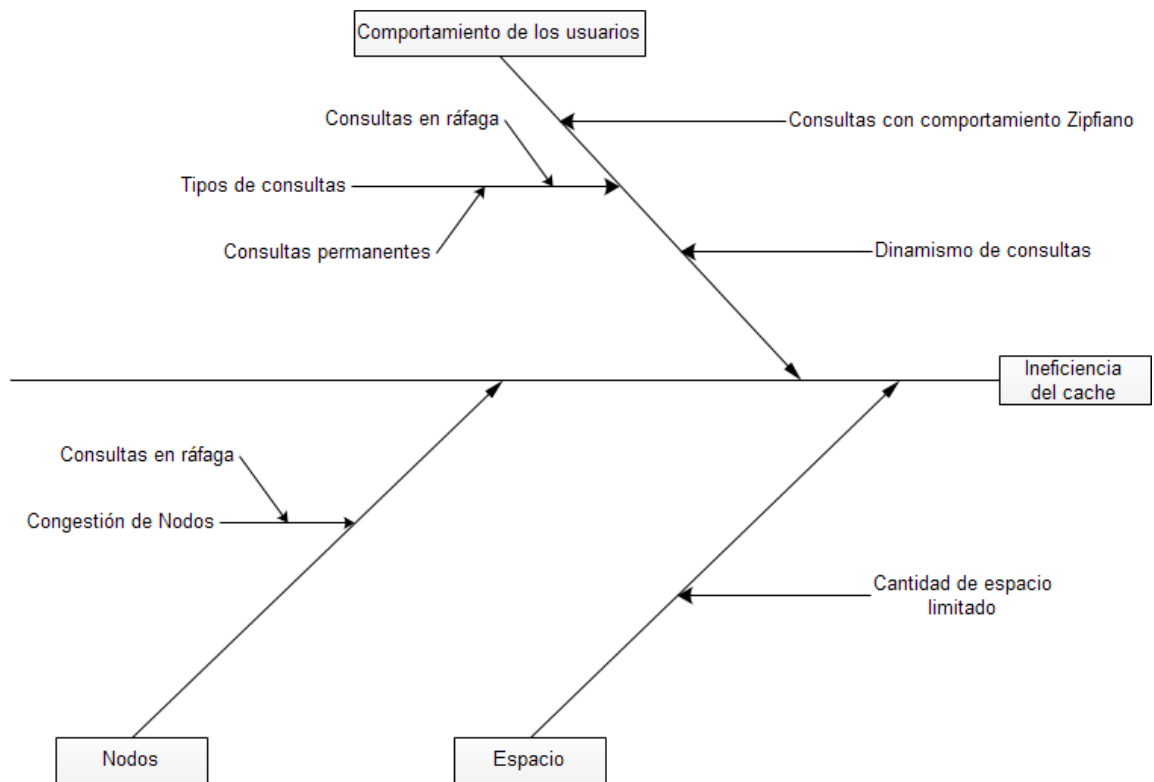 Comportamiento de los usuarios
Consultas en ráfaga
Consultas con comportamiento Zipfiano
Tipos de consultas
Consultas permanentes
Dinamismo de consultas
Ineficiencia
del cache
Consultas en ráfaga
Congestión de Nodos
Cantidad de espacio
limitado
Nodos
Espacio